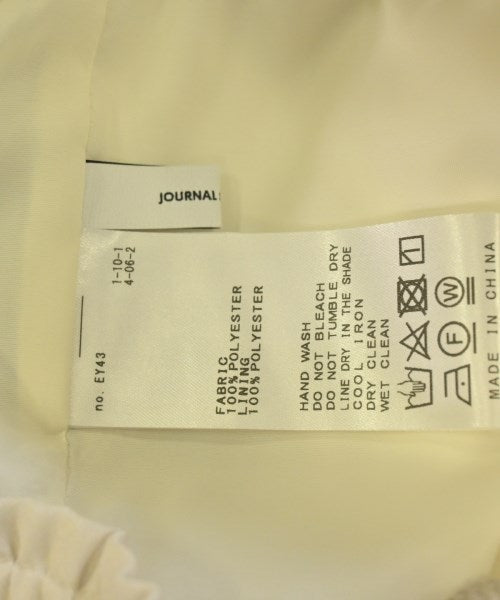 JOURNAL
1-10-1
4-06-2
no. EY43
FABRIC
100%POLYESTER
LINING
100%POLYESTER
HAND WASH
DO NOT BLEACH
DO NOT TUMBLE DRY
LINE DRY IN THE SHADE
COOL IRON
DRY CLEAN
WET CLEAN
F
W
MADE IN CHINA